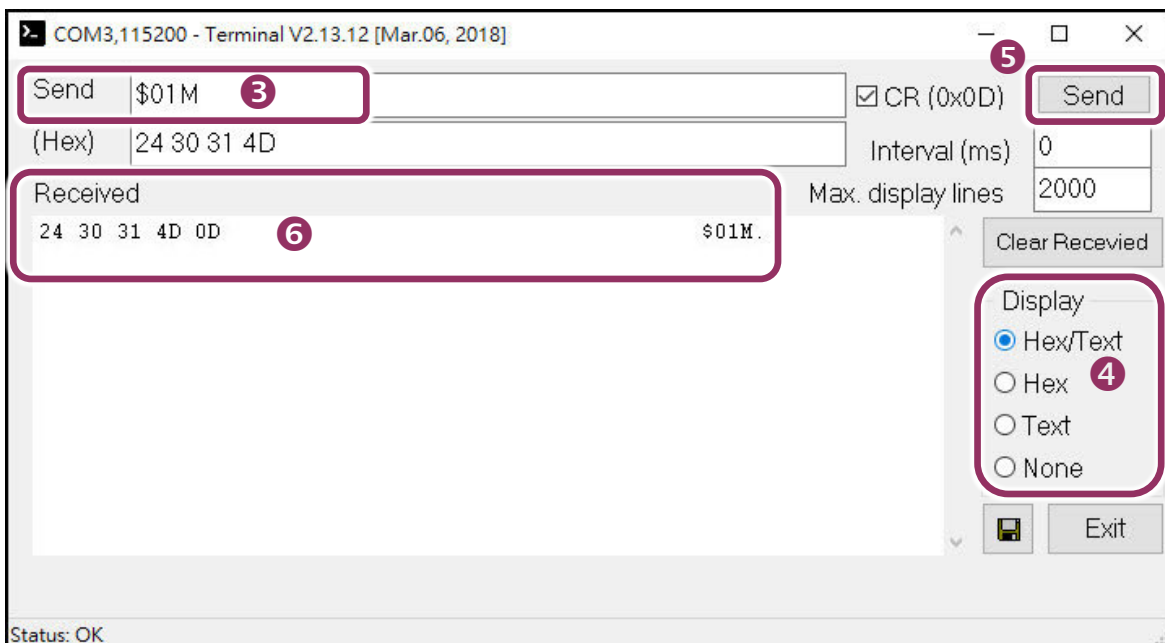 COM3,115200 - Terminal V2.13.12 [Mar.06, 2018]
5
Send $01M 3 CR (0x0D) Send
(Hex) 24 30 31 4D Interval (ms) 0
Received Max. display lines 2000
24 30 31 4D 0D 6 $01M.
Clear Recevied
Display
Hex/Text
Hex 4
Text
None
Exit
Status: OK